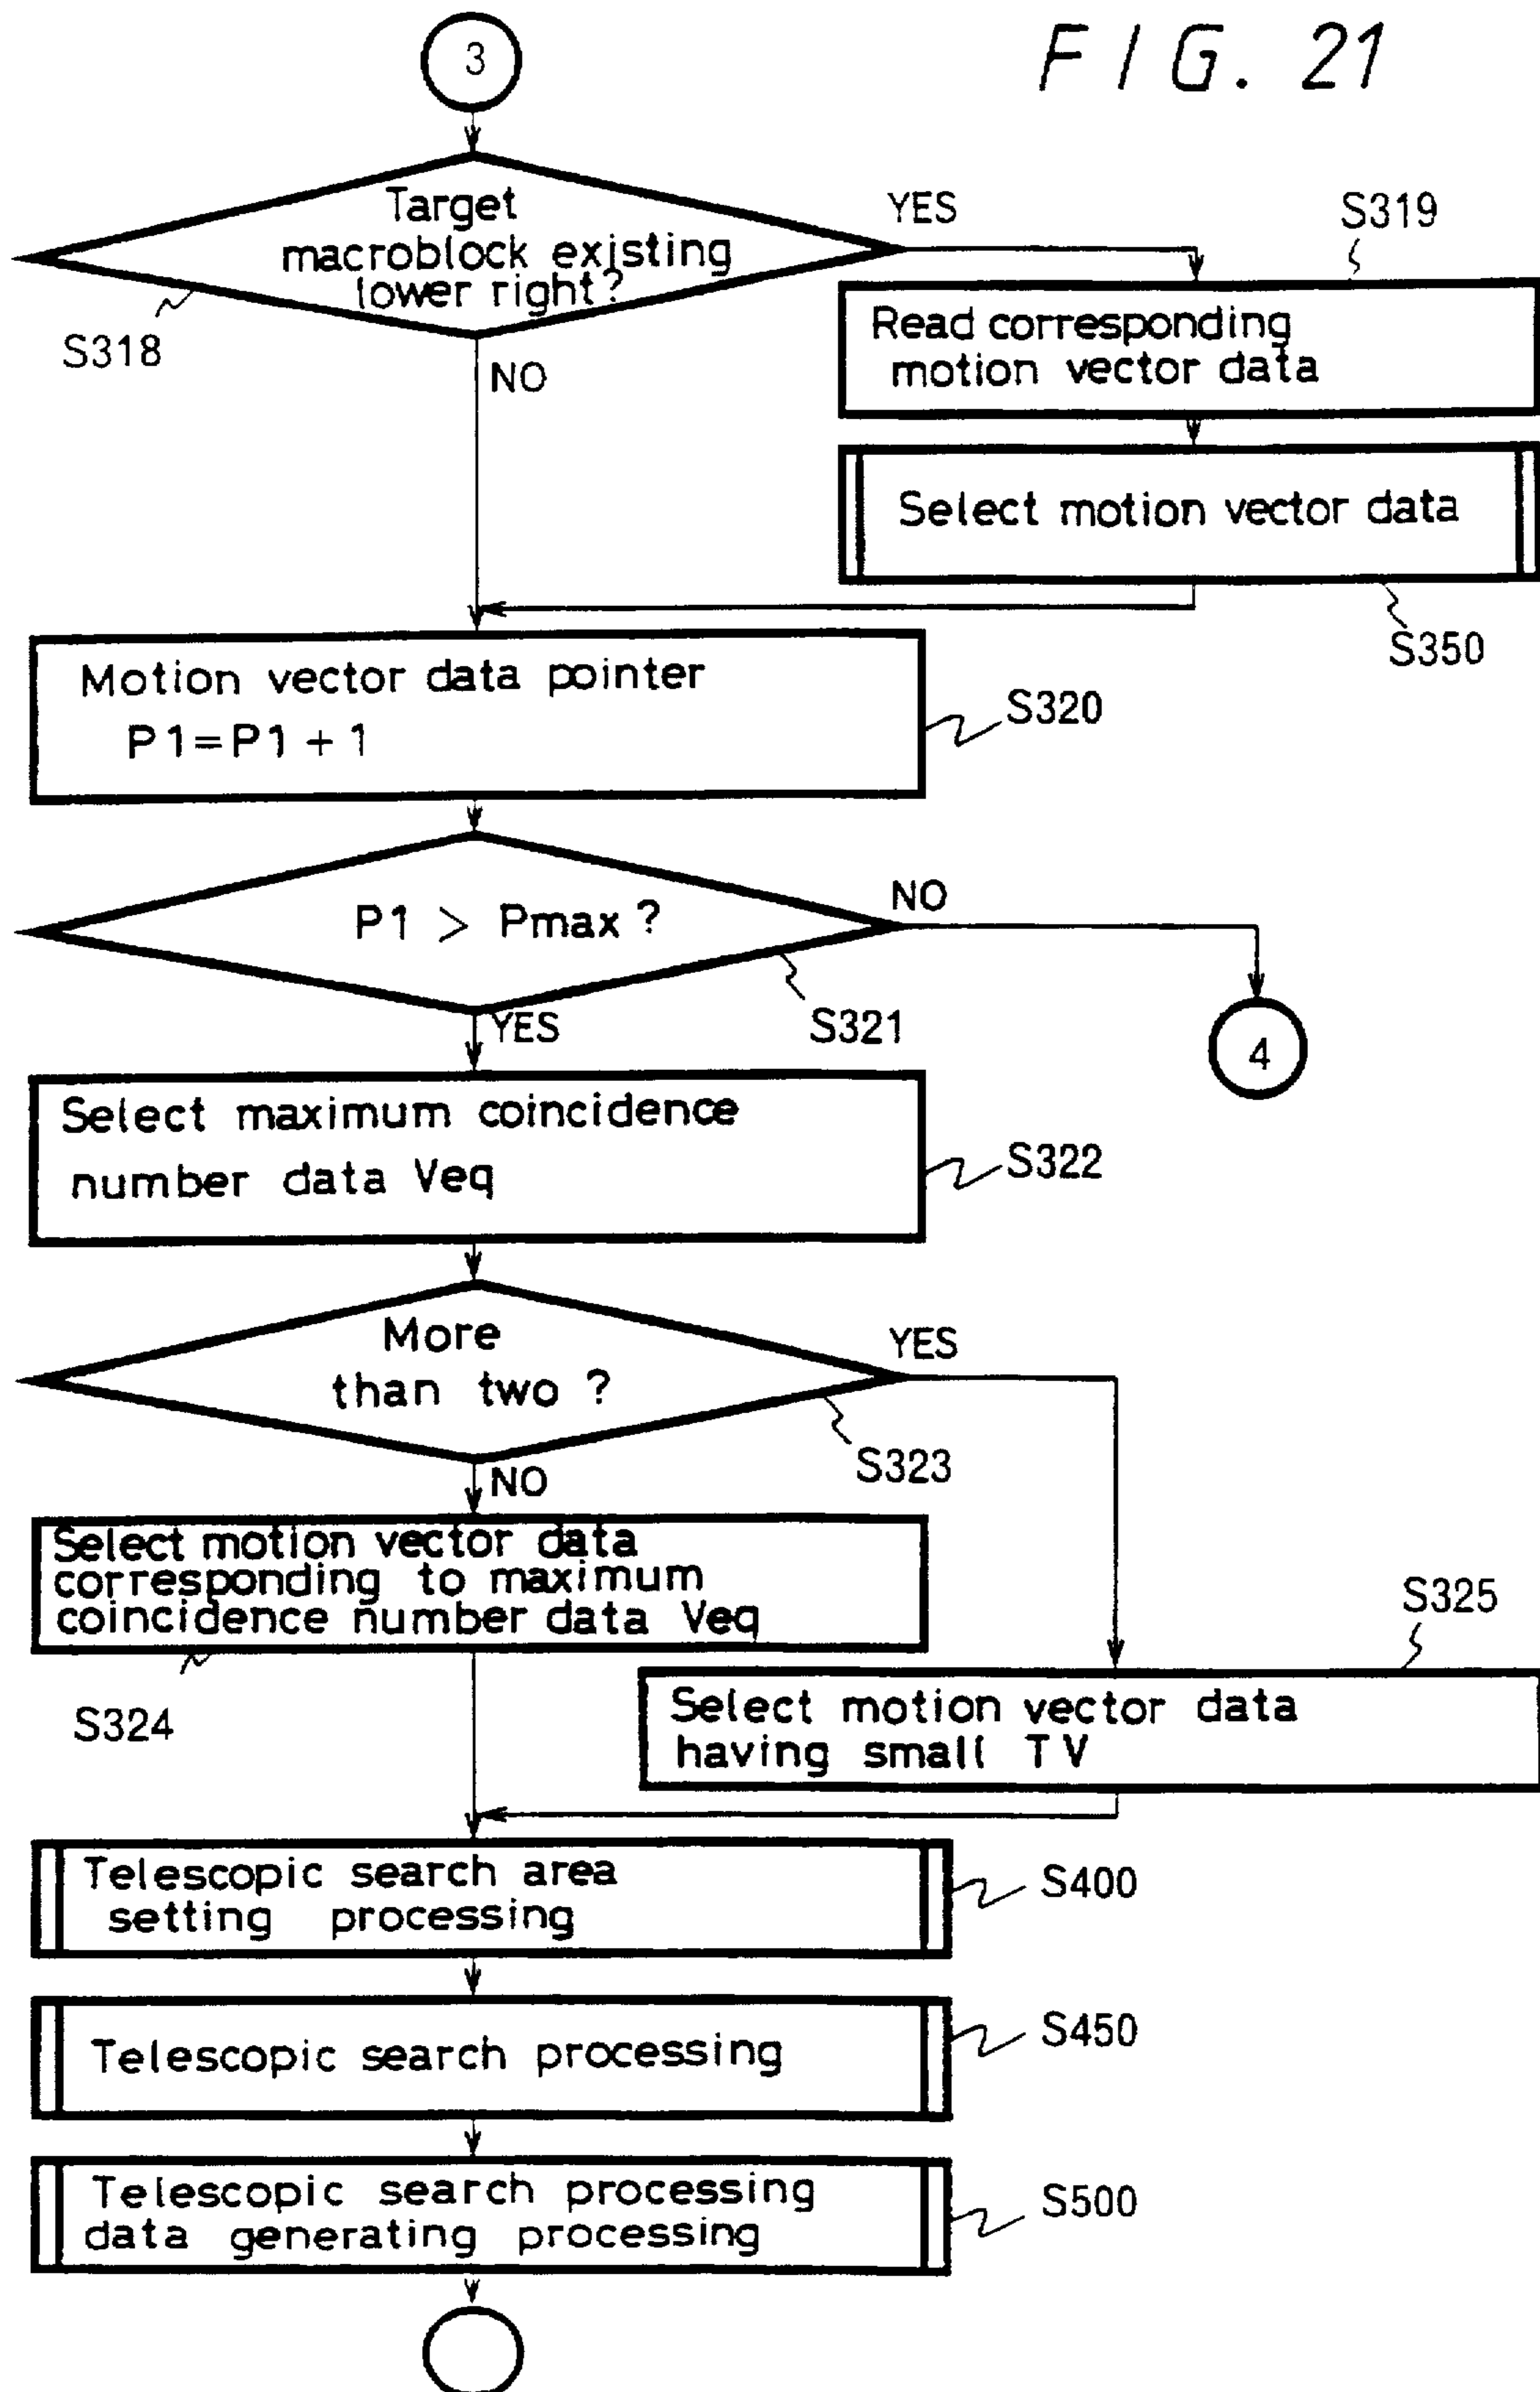 3
FIG. 21
Target
macroblock existing
lower right?
YES
S319
S318
NO
Read corresponding
motion vector data
Select motion vector data
S350
Motion vector data pointer
P1=P1+1
S320
P1 > Pmax ?
NO
S321
YES
4
Select maximum coincidence
number data Veq
S322
More
than two ?
YES
S323
NO
Select motion vector data
corresponding to maximum
coincidence number data Veq
S324
S325
Select motion vector data
having small TV
Telescopic search area
setting processing
S400
Telescopic search processing
S450
Telescopic search processing
data generating processing
S500